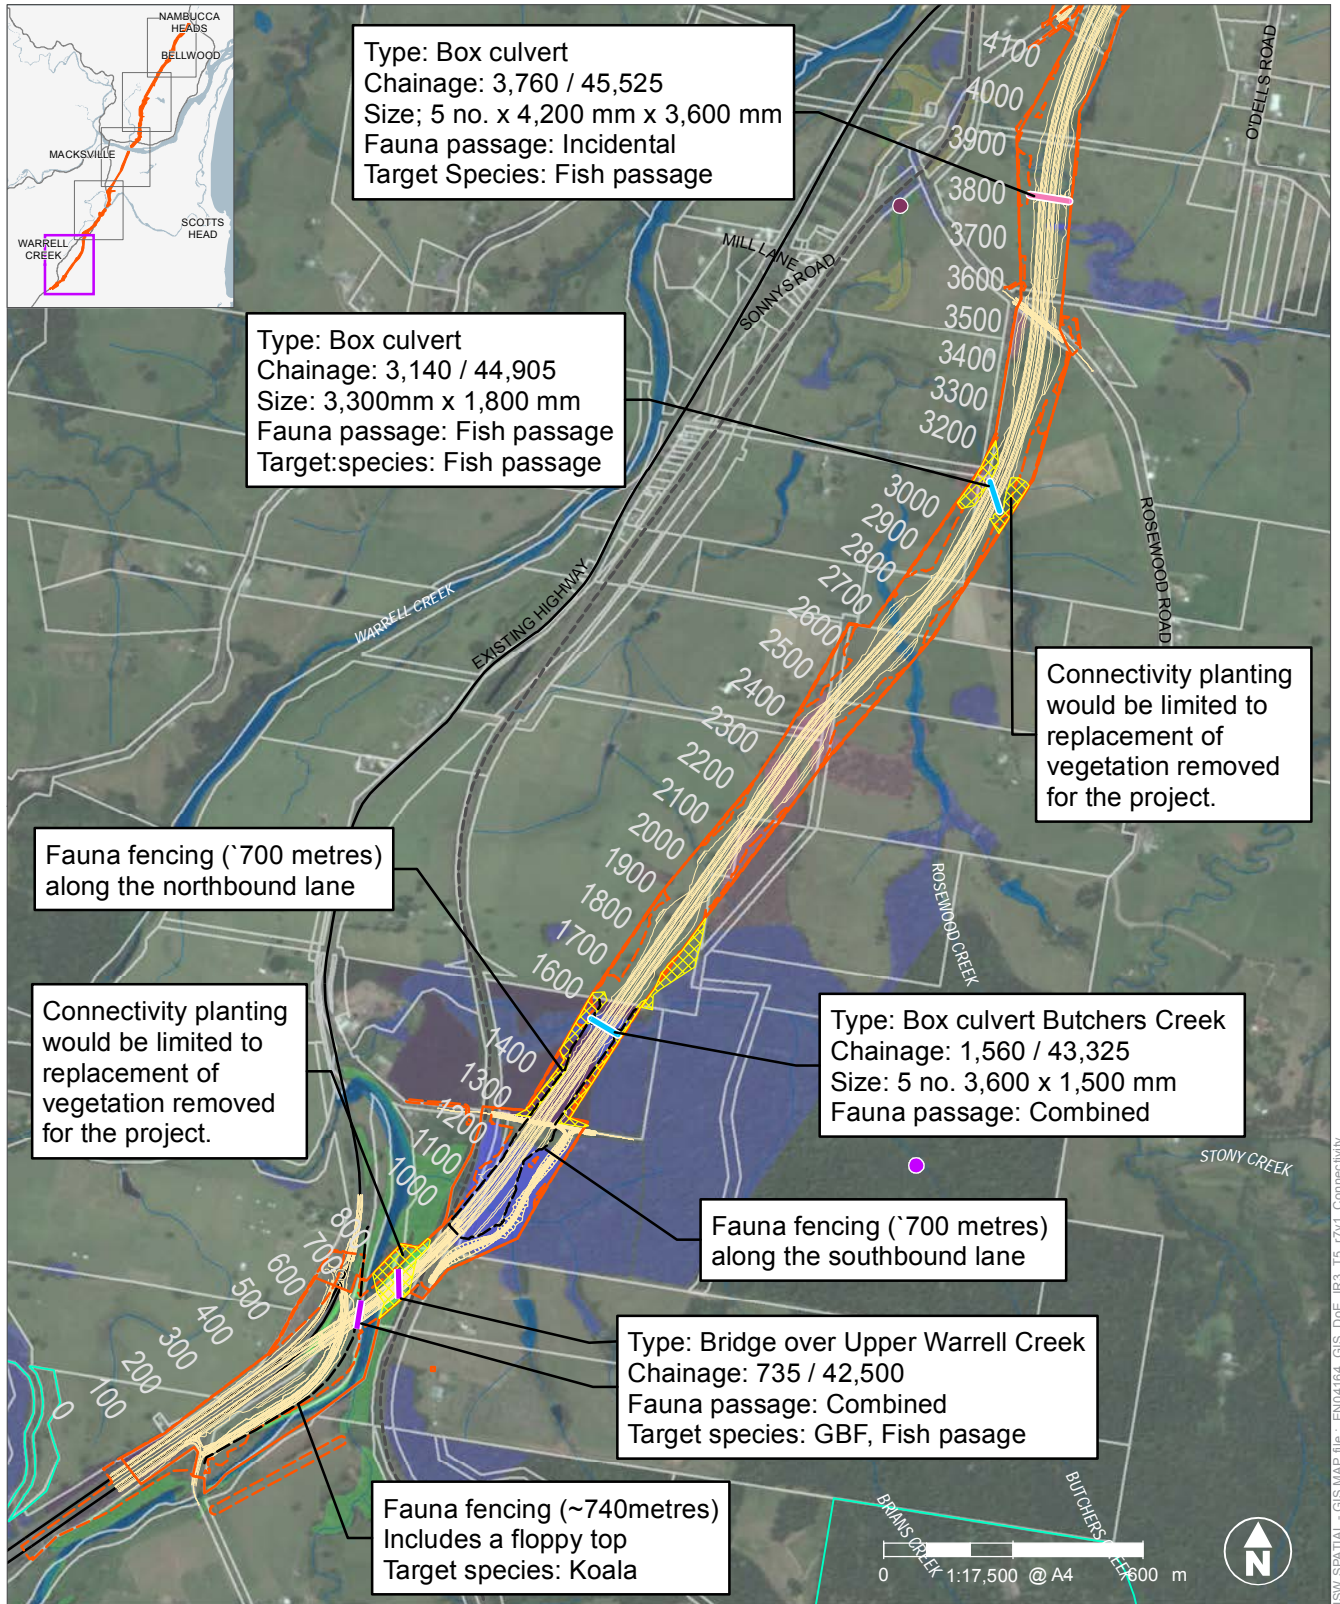 NAMBUCCA
HEADS
BELLWOOD
MACKSVILLE
SCOTTS
HEAD
WARRELL
CREEK
Type: Box culvert
Chainage: 3,760 / 45,525
Size; 5 no. x 4,200 mm x 3,600 mm
Fauna passage: Incidental
Target Species: Fish passage
4100
4000
3900
3800
3700
3600
3500
3400
3300
3200
O'DELLS ROAD
MILL LANE
SONNYS ROAD
Type: Box culvert
Chainage: 3,140 / 44,905
Size: 3,300mm x 1,800 mm
Fauna passage: Fish passage
Target:species: Fish passage
3000
2900
2800
2700
2600
2500
2400
2300
2200
2100
2000
1900
1800
1700
1600
ROSEWOOD ROAD
WARRELL CREEK
EXISTING HIGHWAY
Connectivity planting
would be limited to
replacement of
vegetation removed
for the project.
Fauna fencing (`700 metres)
along the northbound lane
ROSEWOOD CREEK
Connectivity planting
would be limited to
replacement of
vegetation removed
for the project.
Type: Box culvert Butchers Creek
Chainage: 1,560 / 43,325
Size: 5 no. 3,600 x 1,500 mm
Fauna passage: Combined
1400
1300
1200
1100
1000
STONY CREEK
Fauna fencing (`700 metres)
along the southbound lane
800
700
600
500
400
300
200
100
0
Type: Bridge over Upper Warrell Creek
Chainage: 735 / 42,500
Fauna passage: Combined
Target species: GBF, Fish pasage
Fauna fencing (~740metres)
Includes a floppy top
Target species: Koala
BRIANS CREEK
BUTCHERS CREEK
0 1:17,500 @ A4 600 m
N
NSW SPATIAL - GIS MAP file : EN04164_GIS_DoE_IR3_T5_r7v1_Connectivity